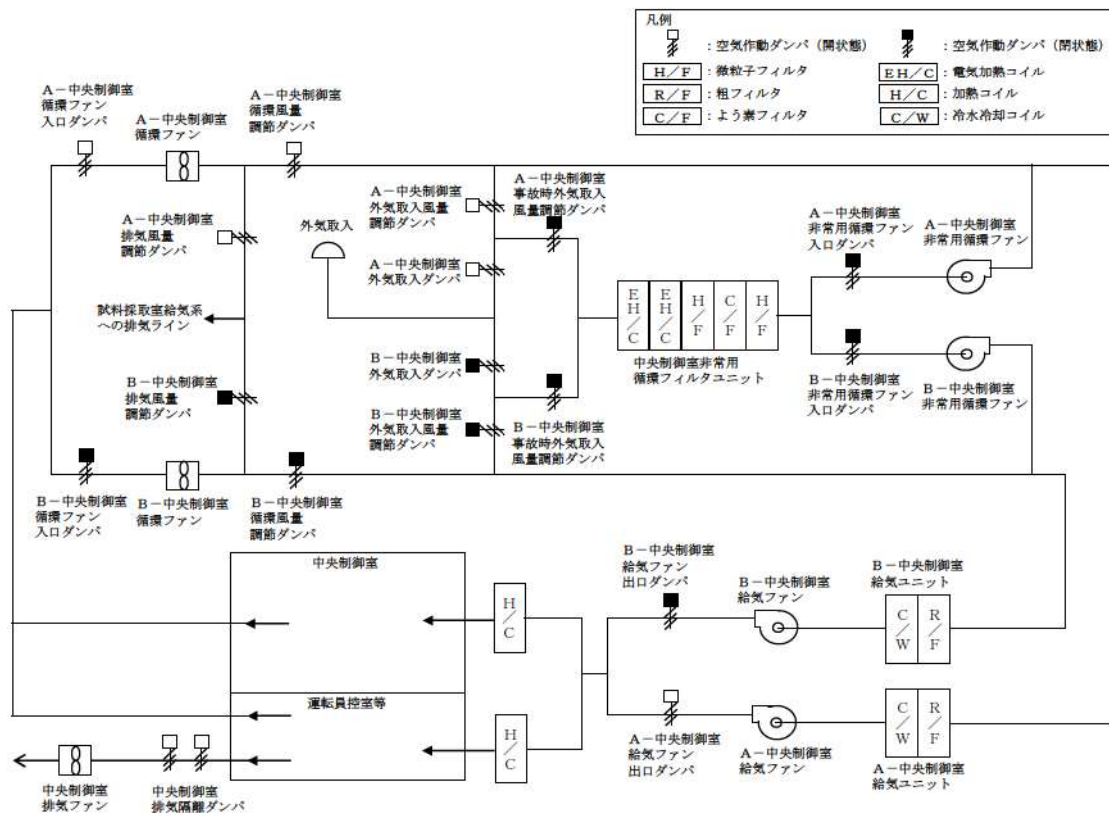 凡例
:空気作動ダンパ(開状態)
:空気作動ダンパ(閉状態)
H/F :微粒子フィルタ
EH/C :電気加熱コイル
R/F :粗フィルタ
H/C :加熱コイル
C/F :よう素フィルタ
C/W :冷水冷却コイル
A-中央制御室
循環ファン
入口ダンパ
A-中央制御室
循環ファン
A-中央制御室
循環風量
調節ダンパ
A-中央制御室
排気風量
調節ダンパ
外気取入
A-中央制御室
外気取入風量
調節ダンパ
A-中央制御室
事故時外気取入
風量調節ダンパ
A-中央制御室
外気取入ダンパ
A-中央制御室
非常用循環ファン
入口ダンパ
A-中央制御室
非常用循環ファン
試料採取室給気系
への排気ライン
EH/C
EH/C
H/F
C/F
H/F
中央制御室非常用
循環フィルタユニット
B-中央制御室
排気風量
調節ダンパ
B-中央制御室
外気取入ダンパ
B-中央制御室
外気取入風量
調節ダンパ
B-中央制御室
事故時外気取入
風量調節ダンパ
B-中央制御室
非常用循環ファン
入口ダンパ
B-中央制御室
非常用循環ファン
B-中央制御室
循環ファン
入口ダンパ
B-中央制御室
循環ファン
B-中央制御室
循環風量
調節ダンパ
中央制御室
H/C
B-中央制御室
給気ファン
出口ダンパ
B-中央制御室
給気ファン
B-中央制御室
給気ユニット
C/W
R/F
運転員控室等
H/C
A-中央制御室
給気ファン
出口ダンパ
A-中央制御室
給気ファン
C/W
R/F
A-中央制御室
給気ユニット
中央制御室
排気ファン
中央制御室
排気隔離ダンパ